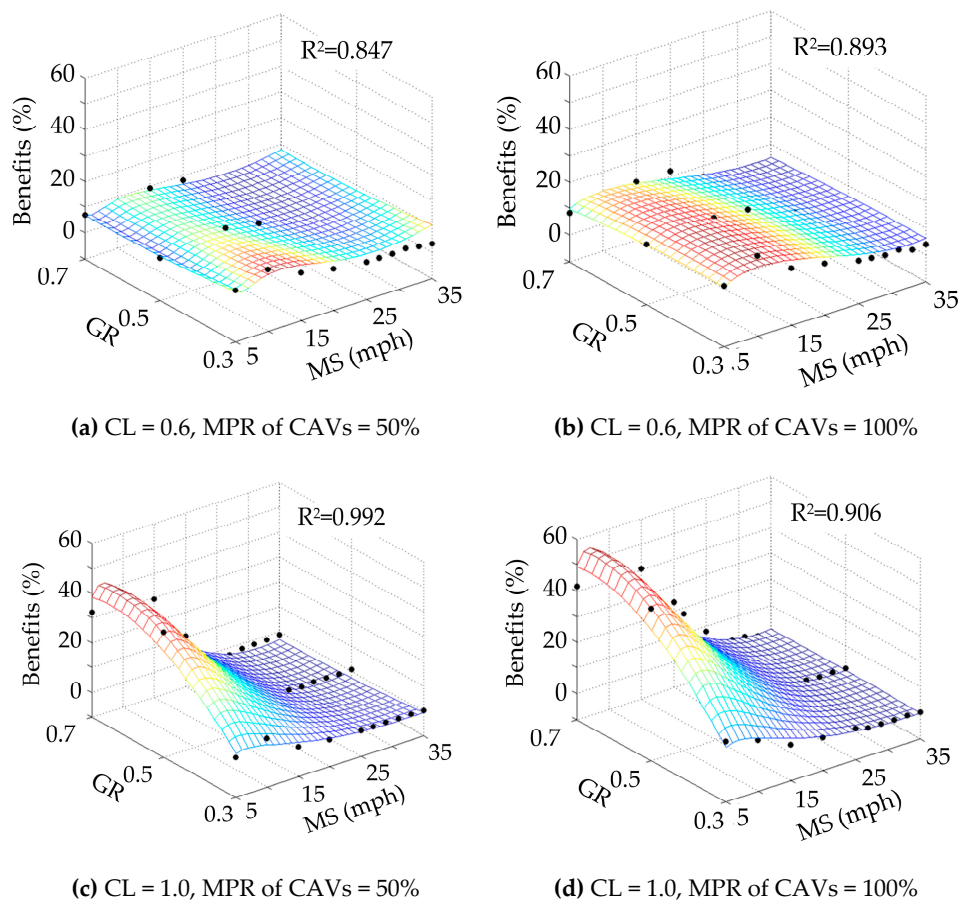 R²=0.847
60
40
20
0
Benefits (%)
0.7
0.5
0.3
GR
5
15
25
35
MS (mph)
(a) CL = 0.6, MPR of CAVs = 50%
R²=0.893
60
40
20
0
Benefits (%)
0.7
0.5
0.3
GR
.5
15
25
35
MS (mph)
(b) CL = 0.6, MPR of CAVs = 100%
R²=0.992
60
40
20
0
Benefits (%)
0.7
0.5
0.3
GR
5
15
25
35
MS (mph)
(c) CL = 1.0, MPR of CAVs = 50%
R²=0.906
60
40
20
0
Benefits (%)
0.7
0.5
0.3
GR
5
15
25
35
MS (mph)
(d) CL = 1.0, MPR of CAVs = 100%